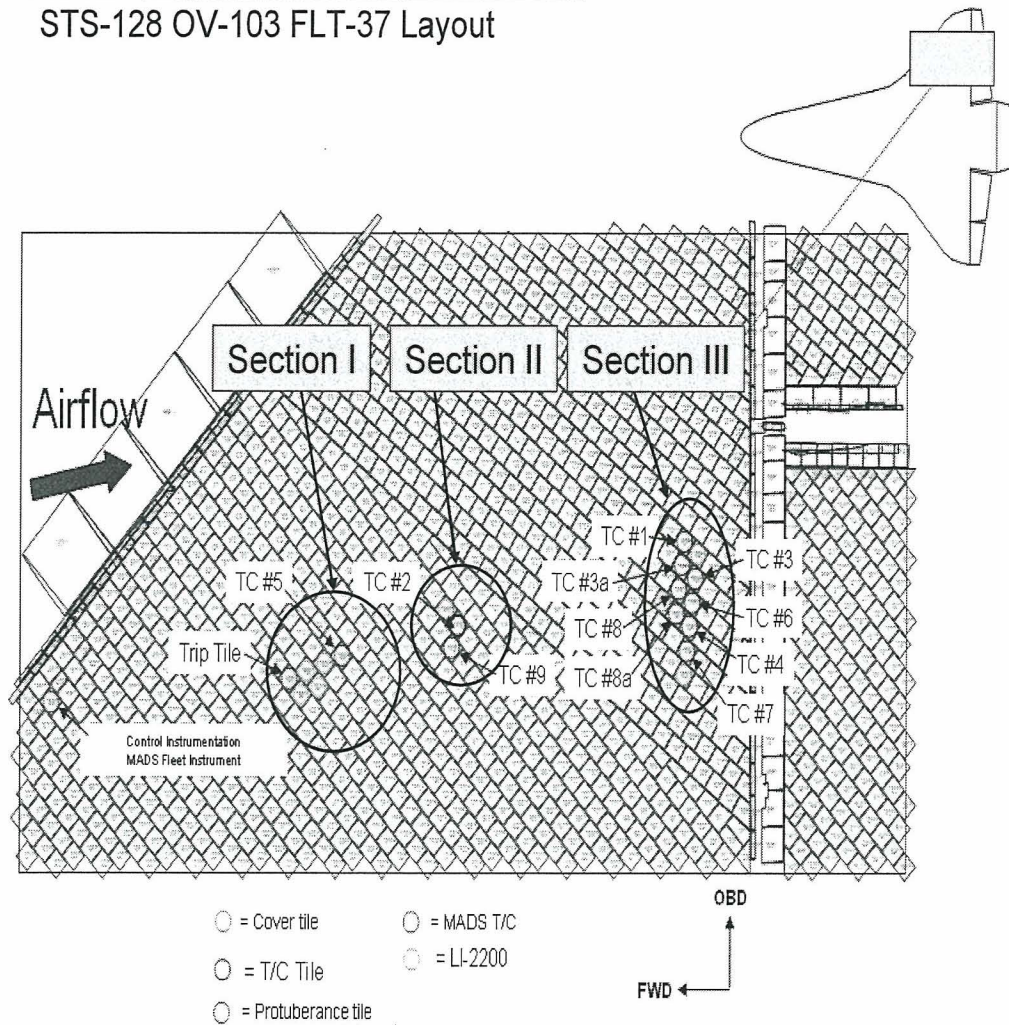 STS-128 OV-103 FLT-37 Layout
Section I
Section II
Section III
Airflow
TC #1
TC #5
TC #2
TC #3
TC #3a
TC #6
TC #8
Trip Tile
TC #9
TC #8a
TC #4
TC #7
Control Instrumentation
MADS Fleet Instrument
OBD
FWD
= Cover tile
= MADS T/C
= T/C Tile
= LI-2200
= Protuberance tile